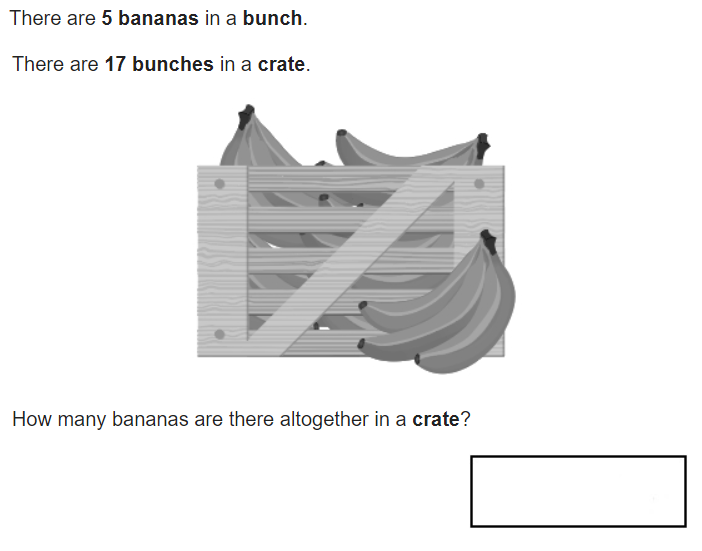 There are 5 bananas in a bunch.
There are 17 bunches in a crate.
How many bananas are there altogether in a crate?